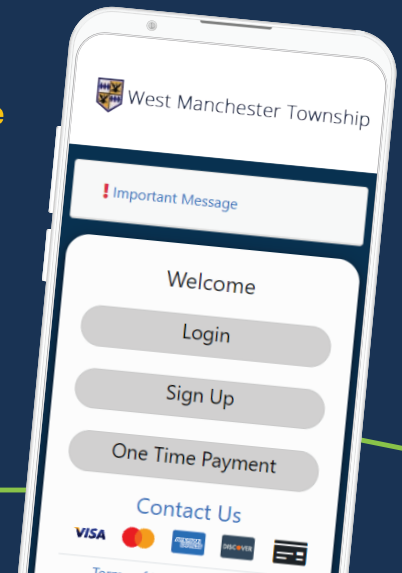 e
West Manchester Township
! Important Message
Welcome
Login
Sign Up
One Time Payment
Contact Us
VISA
DISCOVER